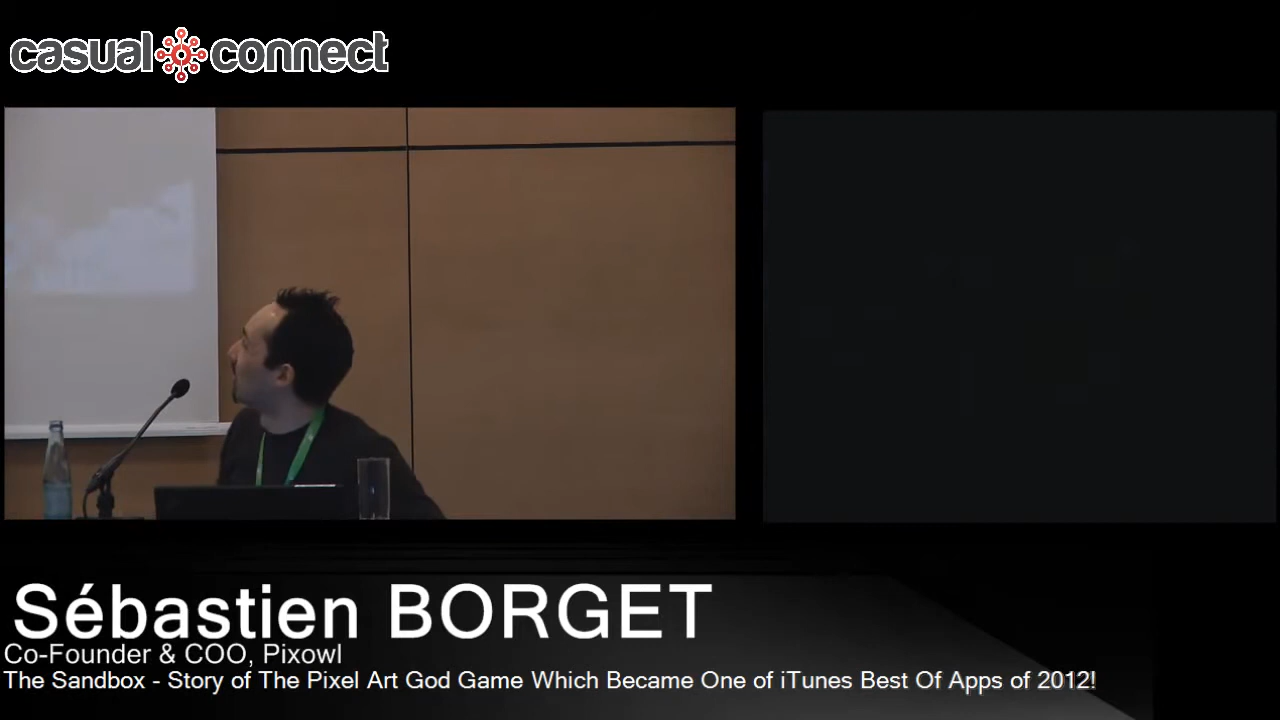 casual connect
Sébastien BORGET
Co-Founder & COO, Pixowl
The Sandbox - Story of The Pixel Art God Game Which Became One of iTunes Best Of Apps of 2012!